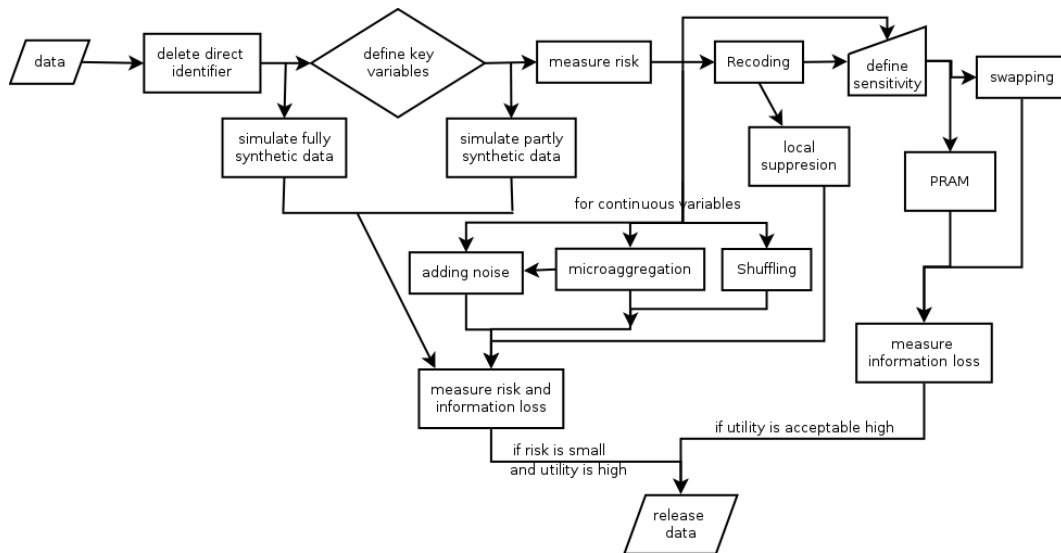 data
delete direct
identifier
define key
variables
measure risk
Recoding
define
sensitivity
swapping
simulate fully
synthetic data
simulate partly
synthetic data
local
suppresion
PRAM
for continuous variables
adding noise
microaggregation
Shuffling
measure
information loss
measure risk and
information loss
if risk is small
and utility is high
if utility is acceptable high
release
data